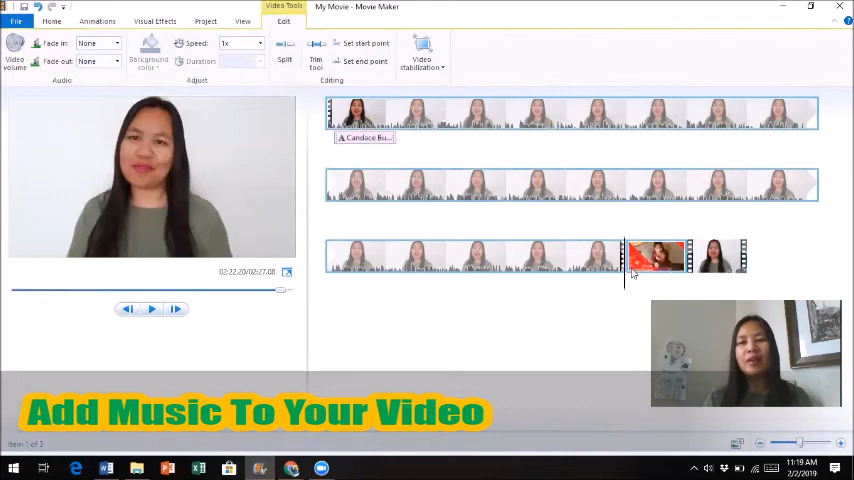 Video Tools
My Movie - Movie Maker
File
Home
Animations
Visual Effects
Project
View
Edit
Video volume
Fade in:
None
Fade out:
None
Audio
Background color
Speed:
1x
Duration:
Adjust
Split
Trim tool
Set start point
Set end point
Editing
Video stabilization
A Candace Bu...
02:22.20/02:27.08
Add Music To Your Video
Item 1 of 3
11:19 AM
2/2/2019